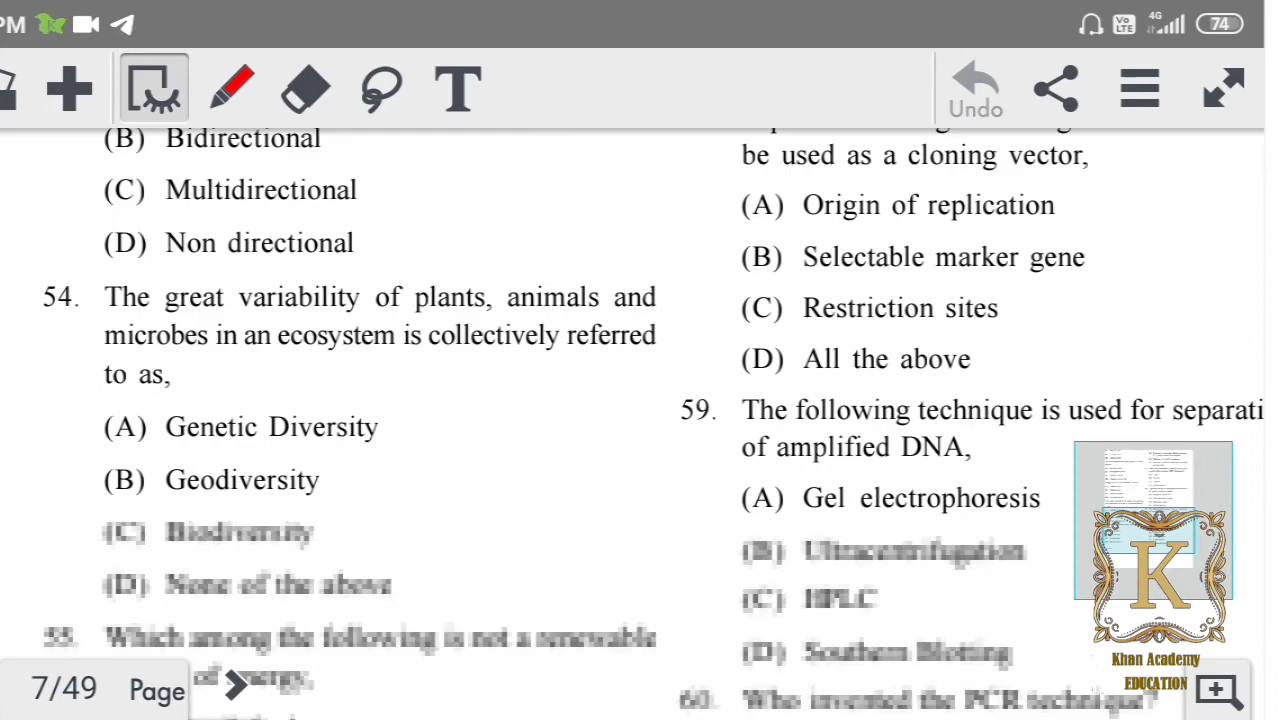 PM
Vo
LTE
4G
74
T
Undo
(B) Bidirectional
(C) Multidirectional
(D) Non directional
54. The great variability of plants, animals and
microbes in an ecosystem is collectively referred
to as,
(A) Genetic Diversity
(B) Geodiversity
(C) Biodiversity
(D) None of the above
55. Which among the following is not a renewable
of energy,
be used as a cloning vector,
(A) Origin of replication
(B) Selectable marker gene
(C) Restriction sites
(D) All the above
59. The following technique is used for separati
of amplified DNA,
(A) Gel electrophoresis
(B) Ultracentrifugation
(C) HPLC
(D) Southern Blotting
60. Who invented the PCR technique?
7/49 Page
K
Khan Academy
EDUCATION